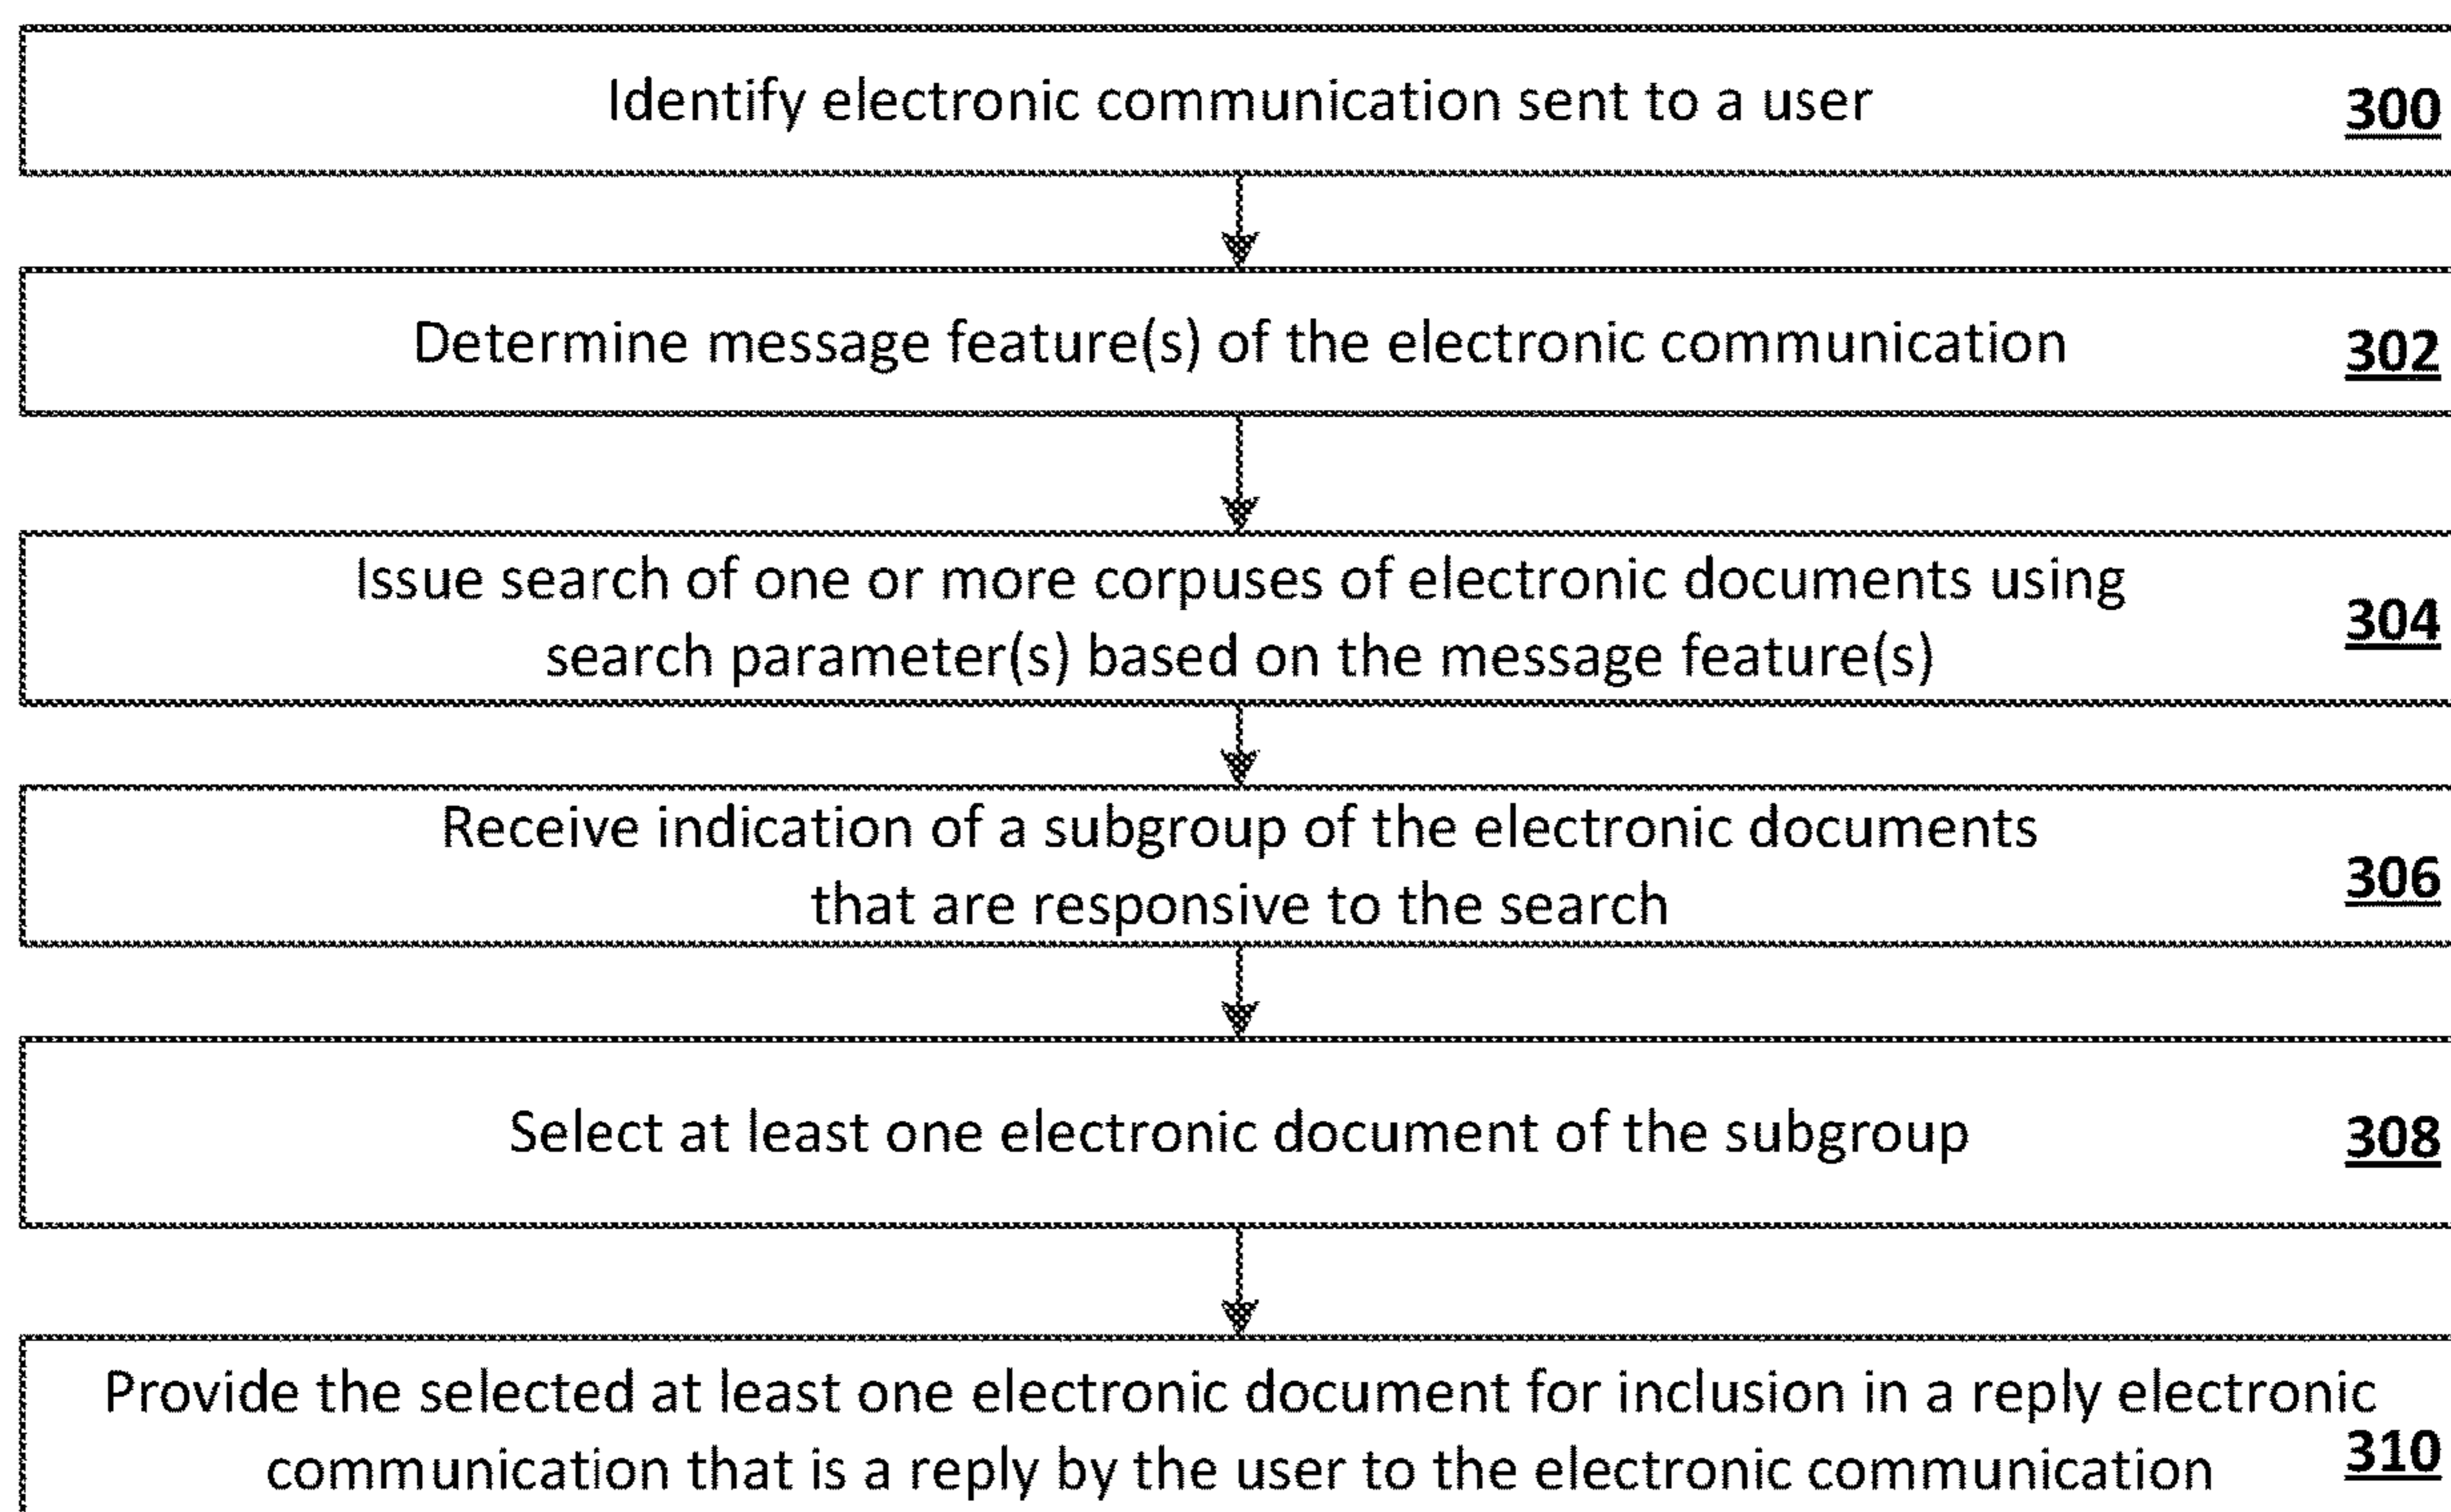 Identify electronic communication sent to a user
300
Determine message feature(s) of the electronic communication
302
Issue search of one or more corpuses of electronic documents using
search parameter(s) based on the message feature(s)
304
Receive indication of a subgroup of the electronic documents
that are responsive to the search
306
Select at least one electronic document of the subgroup
308
Provide the selected at least one electronic document for inclusion in a reply electronic
communication that is a reply by the user to the electronic communication
310